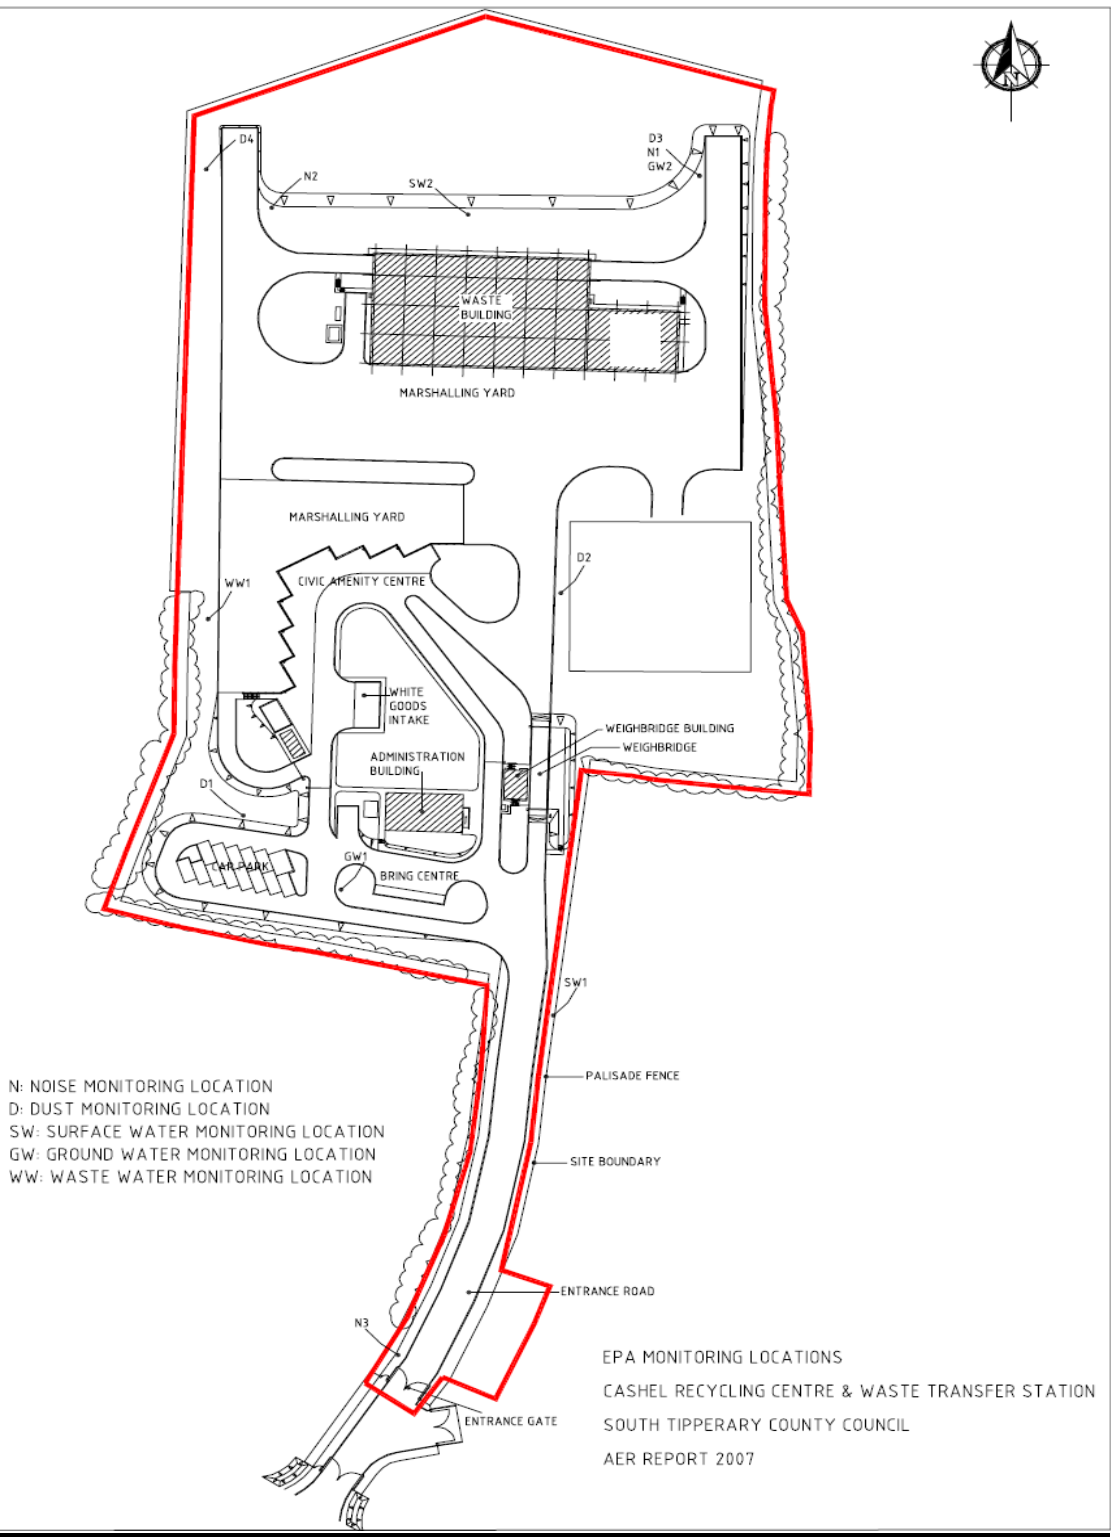 N
D4
D3
N1
GW2
N2
SW2
WASTE
BUILDING
MARSHALLING YARD
MARSHALLING YARD
D2
CIVIC AMENITY CENTRE
WW1
WHITE
GOODS
INTAKE
WEIGHBRIDGE BUILDING
WEIGHBRIDGE
ADMINISTRATION
BUILDING
D1
GW1
CAR PARK
BRING CENTRE
SW1
PALISADE FENCE
N: NOISE MONITORING LOCATION
D: DUST MONITORING LOCATION
SW: SURFACE WATER MONITORING LOCATION
GW: GROUND WATER MONITORING LOCATION
WW: WASTE WATER MONITORING LOCATION
SITE BOUNDARY
ENTRANCE ROAD
N3
ENTRANCE GATE
EPA MONITORING LOCATIONS
CASHEL RECYCLING CENTRE & WASTE TRANSFER STATION
SOUTH TIPPERARY COUNTY COUNCIL
AER REPORT 2007